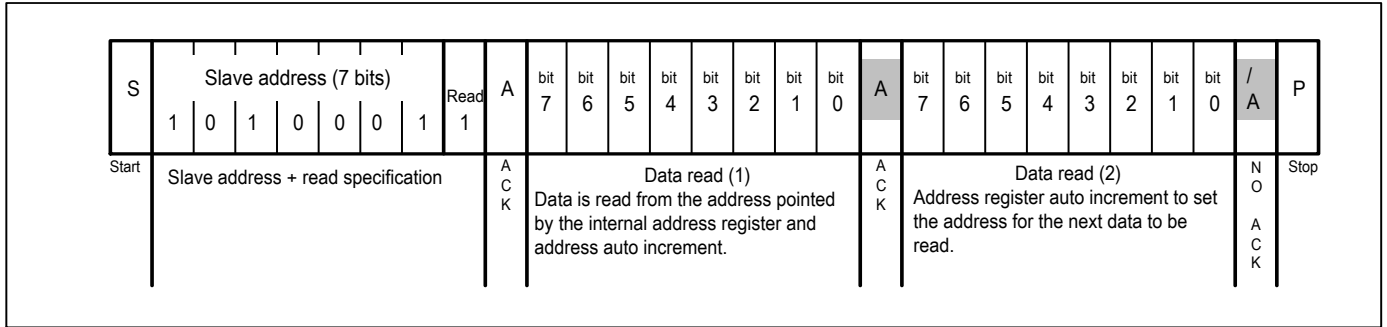 S Slave address (7 bits) Read A bit bit bit bit bit bit bit bit A bit bit bit bit bit bit bit bit / P
1 0 1 0 0 0 1 1 7 6 5 4 3 2 1 0 7 6 5 4 3 2 1 0 A
Start Slave address + read specification ACK Data read (1) ACK Data read (2) NO ACK Stop
Data is read from the address pointed
by the internal address register and
address auto increment.
Address register auto increment to set
the address for the next data to be
read.